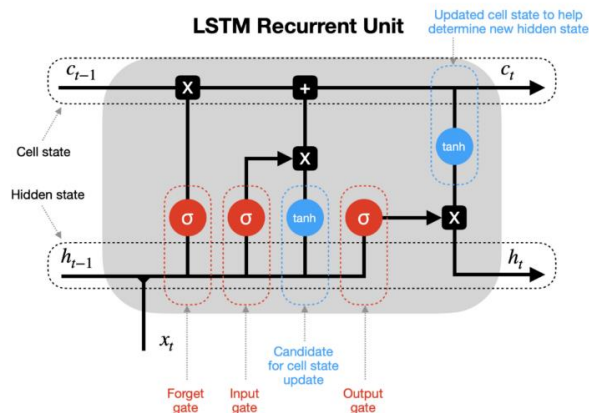 LSTM Recurrent Unit
Updated cell state to help
determine new hidden state
c_{t-1}
c_t
X
+
Cell state
X
tanh
Hidden state
σ
σ
tanh
σ
X
h_{t-1}
h_t
x_t
Candidate
for cell state
update
Forget
gate
Input
gate
Output
gate